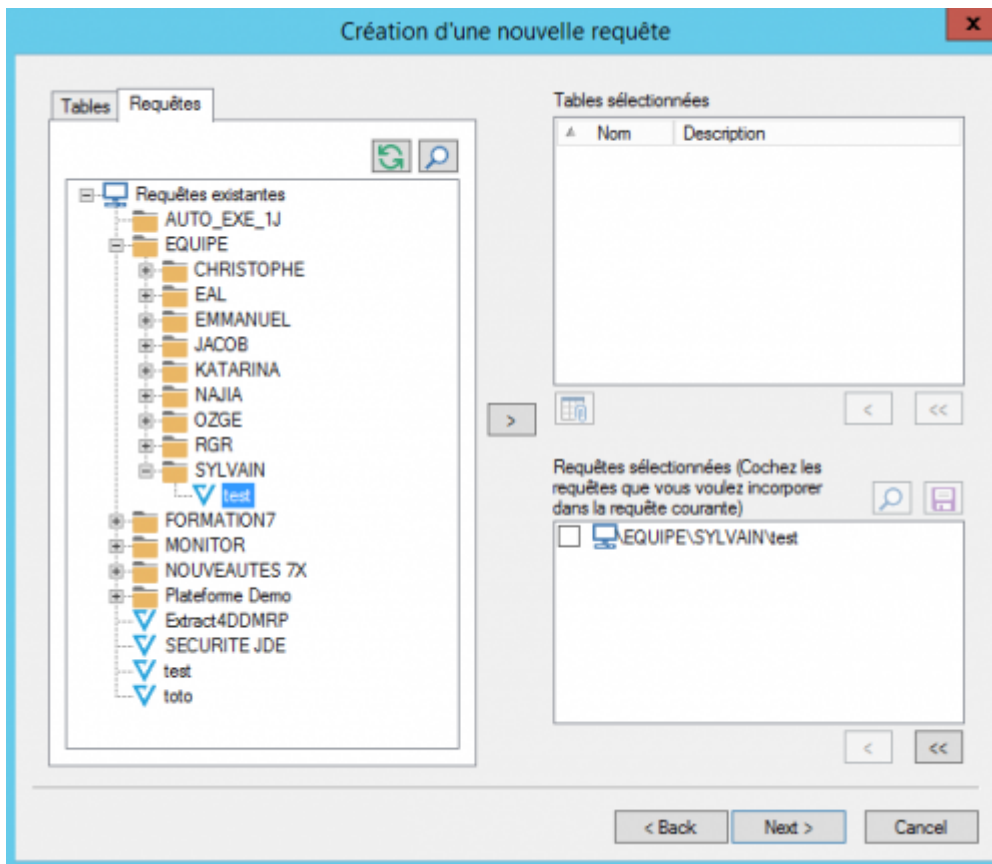 Création d'une nouvelle requête
x
Tables
Requêtes
Requêtes existantes
AUTO_EXE_1J
EQUIPE
CHRISTOPHE
EAL
EMMANUEL
JACOB
KATARINA
NAJIA
OZGE
RGR
SYLVAIN
test
FORMATION7
MONITOR
NOUVEAUTES 7X
Plateforme Demo
Extract4DDMRP
SECURITE JDE
test
toto
>
Tables sélectionnées
Nom Description
< <<
Requêtes sélectionnées (Cochez les
requêtes que vous voulez incorporer
dans la requête courante)
\EQUIPE\SYLVAIN\test
< <<
< Back Next > Cancel